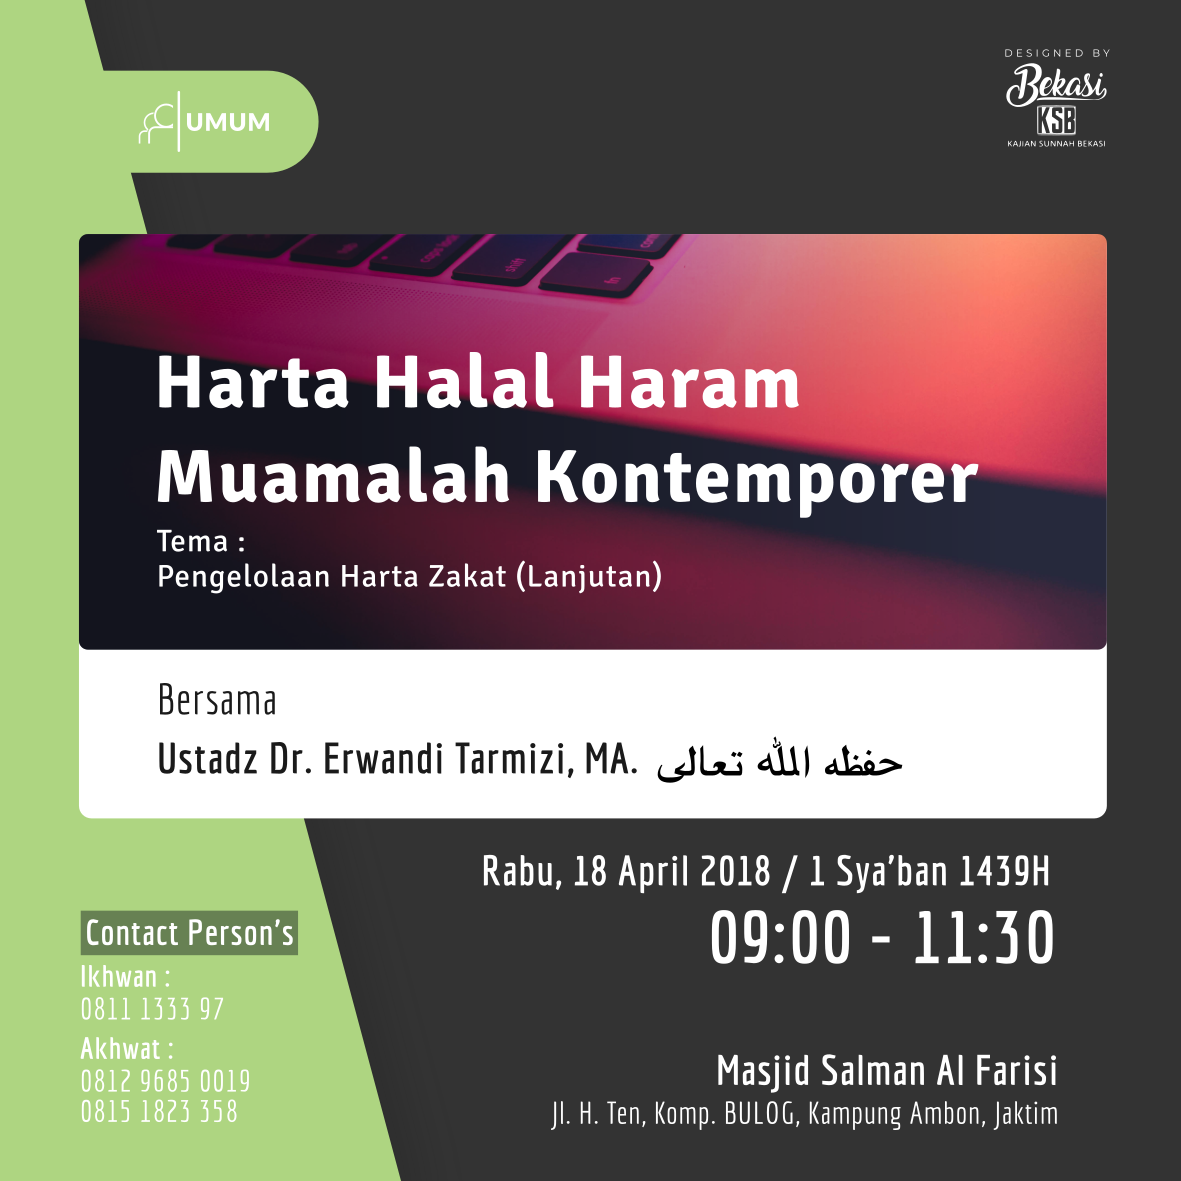 UMUM
DESIGNED BY
Bekasi
KSB
KAJIAN SUNNAH BEKASI
shift
fn
Harta Halal Haram
Muamalah Kontemporer
Tema :
Pengelolaan Harta Zakat (Lanjutan)
Bersama
Ustadz Dr. Erwandi Tarmizi, MA. حفظه الله تعالى
Rabu, 18 April 2018 / 1 Sya'ban 1439H
09:00 - 11:30
Contact Person's
Ikhwan :
0811 1333 97
Akhwat :
0812 9685 0019
0815 1823 358
Masjid Salman Al Farisi
Jl. H. Ten, Komp. BULOG, Kampung Ambon, Jaktim